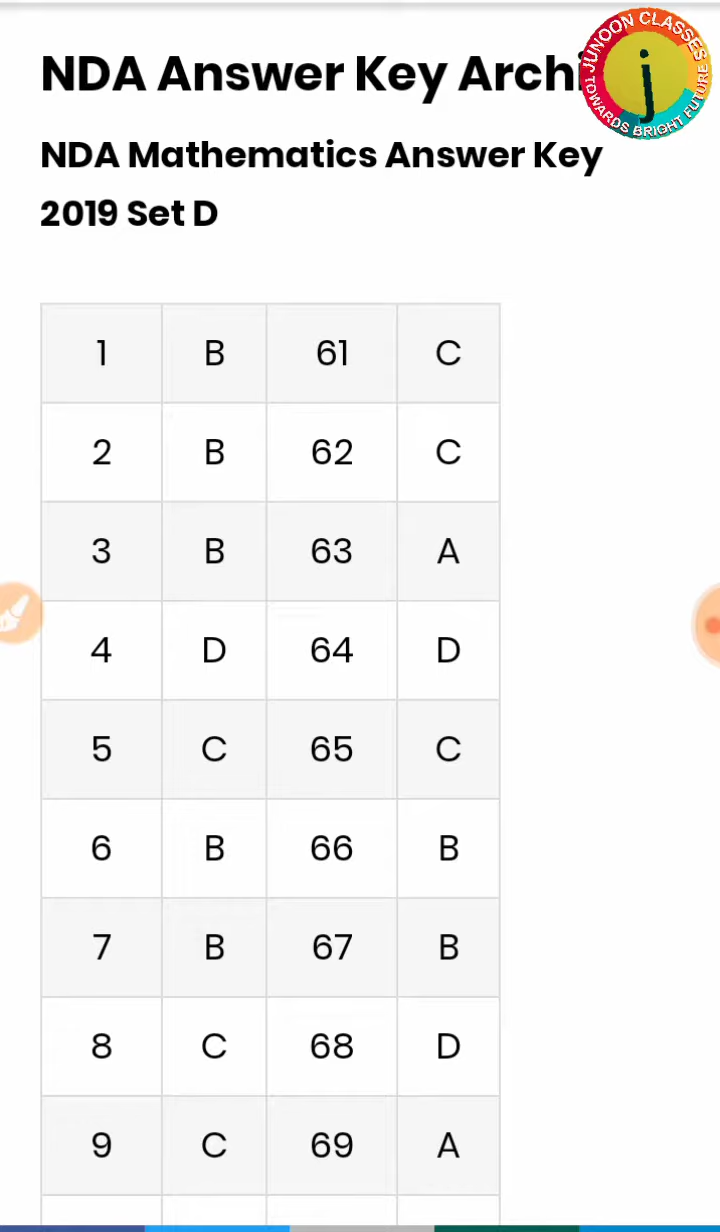 NDA Answer Key Archi
JUNOON CLASSES
TOWARDS BRIGHT FUTURE
j
NDA Mathematics Answer Key
2019 Set D
1 B 61 C
2 B 62 C
3 B 63 A
4 D 64 D
5 C 65 C
6 B 66 B
7 B 67 B
8 C 68 D
9 C 69 A